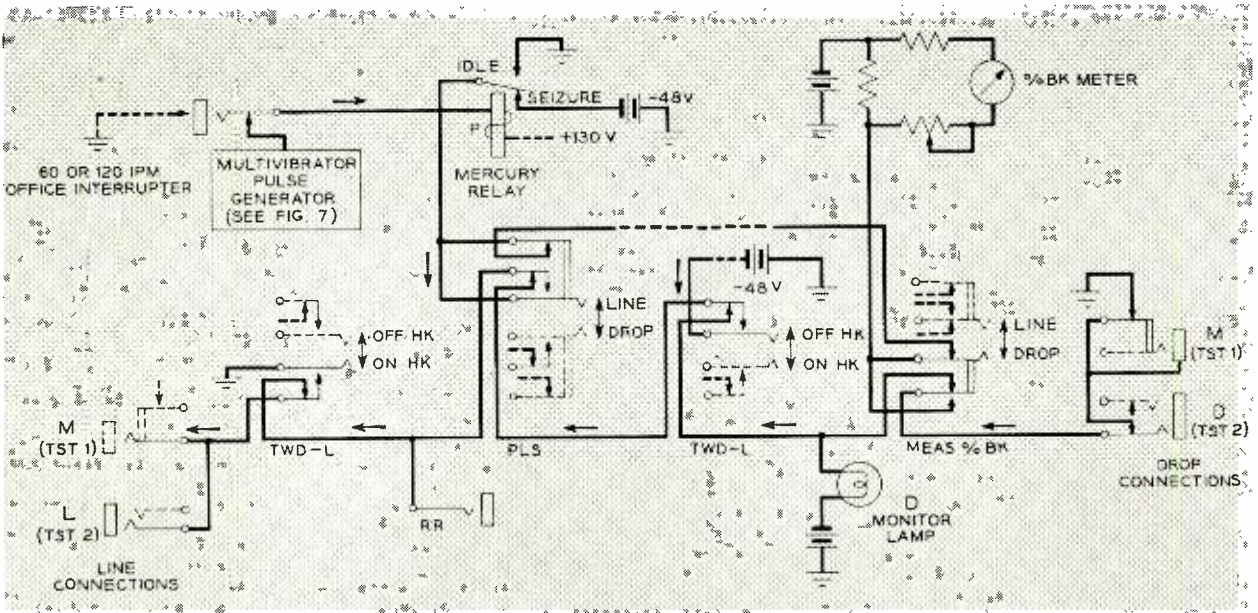 IDLE
SEIZURE
-48V
% BK METER
P
+130 V
60 OR 120 IPM
OFFICE INTERRUPTER
MULTIVIBRATOR
PULSE
GENERATOR
(SEE FIG. 7)
MERCURY
RELAY
-48V
LINE
DROP
OFF HK
ON HK
OFF HK
ON HK
LINE
DROP
M
(TST 1)
D
(TST 2)
M
(TST 1)
TWD-L
PLS
TWD-L
MEAS % BK
DROP
CONNECTIONS
L
(TST 2)
RR
D
MONITOR
LAMP
LINE
CONNECTIONS